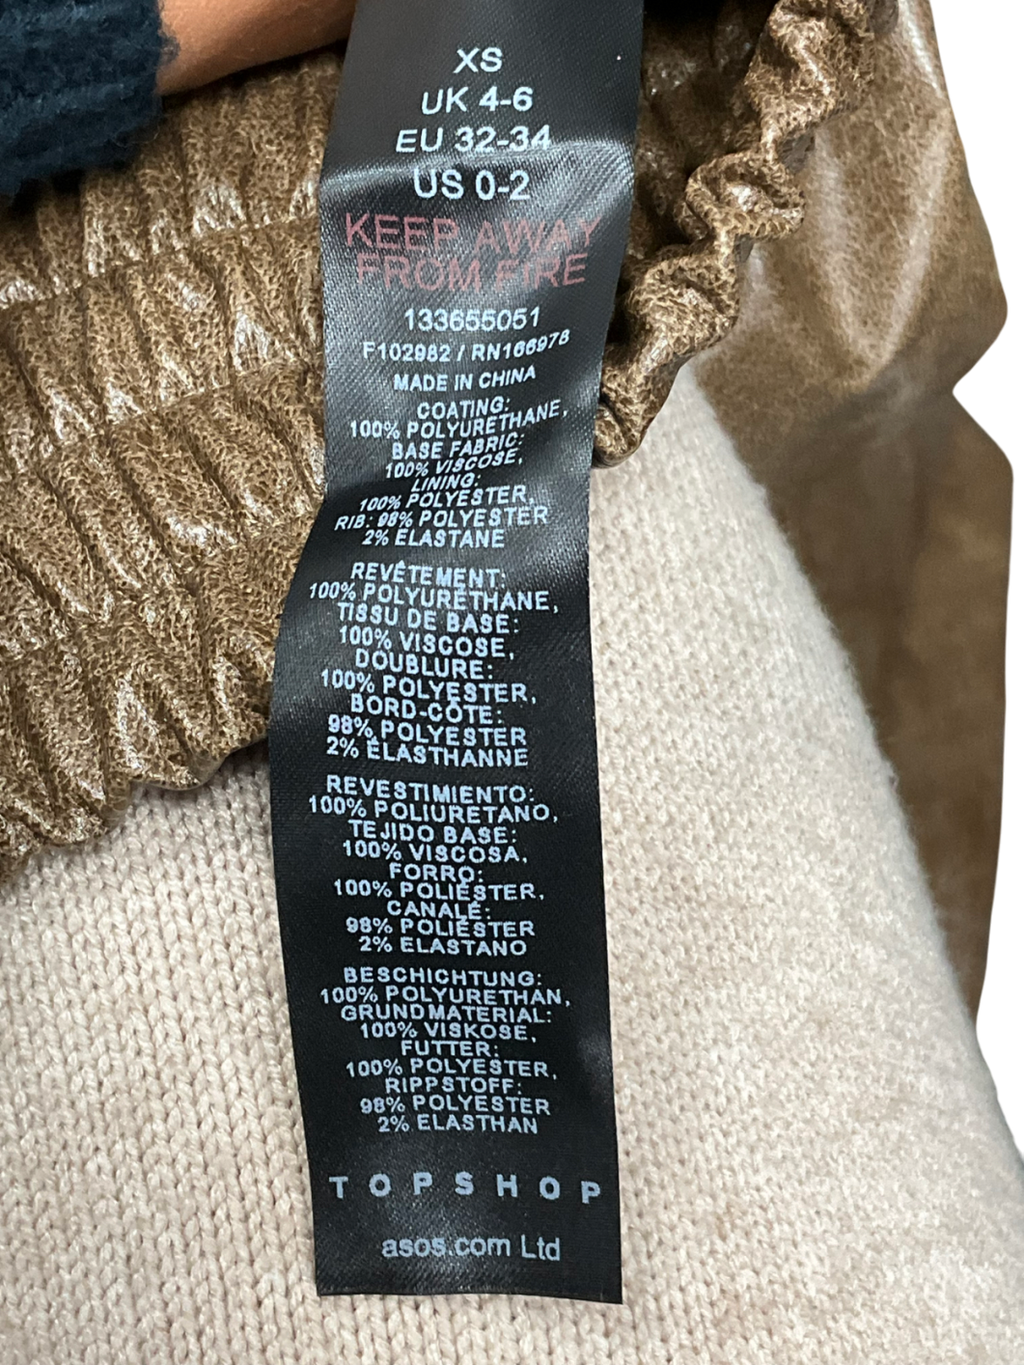 XS
UK 4-6
EU 32-34
US 0-2
KEEP AWAY
FROM FIRE
133655051
F102982 / RN166978
MADE IN CHINA
COATING:
100% POLYURETHANE,
BASE FABRIC:
100% VISCOSE,
LINING:
100% POLYESTER,
RIB: 98% POLYESTER
2% ELASTANE
REVÊTEMENT:
100% POLYURÉTHANE,
TISSU DE BASE:
100% VISCOSE,
DOUBLURE:
100% POLYESTER,
BORD-CÔTE:
98% POLYESTER
2% ÉLASTHANNE
REVESTIMIENTO:
100% POLIURETANO,
TEJIDO BASE:
100% VISCOSA,
FORRO:
100% POLIÉSTER,
CANALÉ:
98% POLIÉSTER
2% ELASTANO
BESCHICHTUNG:
100% POLYURETHAN,
GRUNDMATERIAL:
100% VISKOSE,
FUTTER:
100% POLYESTER,
RIPPSTOFF:
98% POLYESTER
2% ELASTHAN
TOPSHOP
asos.com Ltd